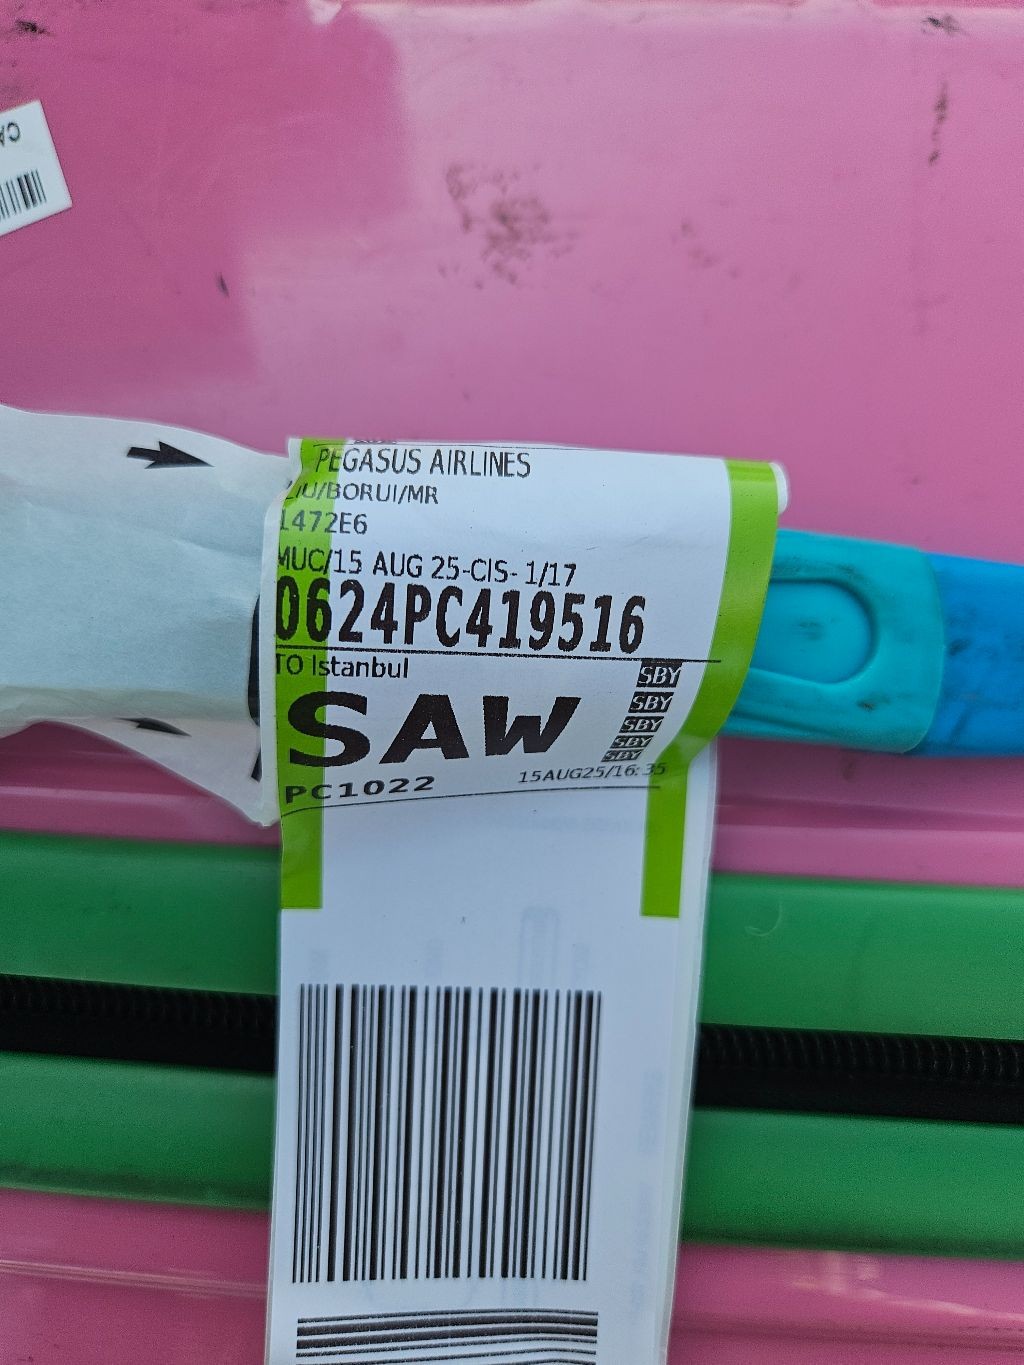 CA
PEGASUS AIRLINES
LIU/BORUI/MR
1472E6
MUC/15 AUG 25-CIS- 1/17
0624PC419516
TO Istanbul
SAW
SBY
SBY
SBY
SBY
SBY
PC1022 15AUG25/16:35